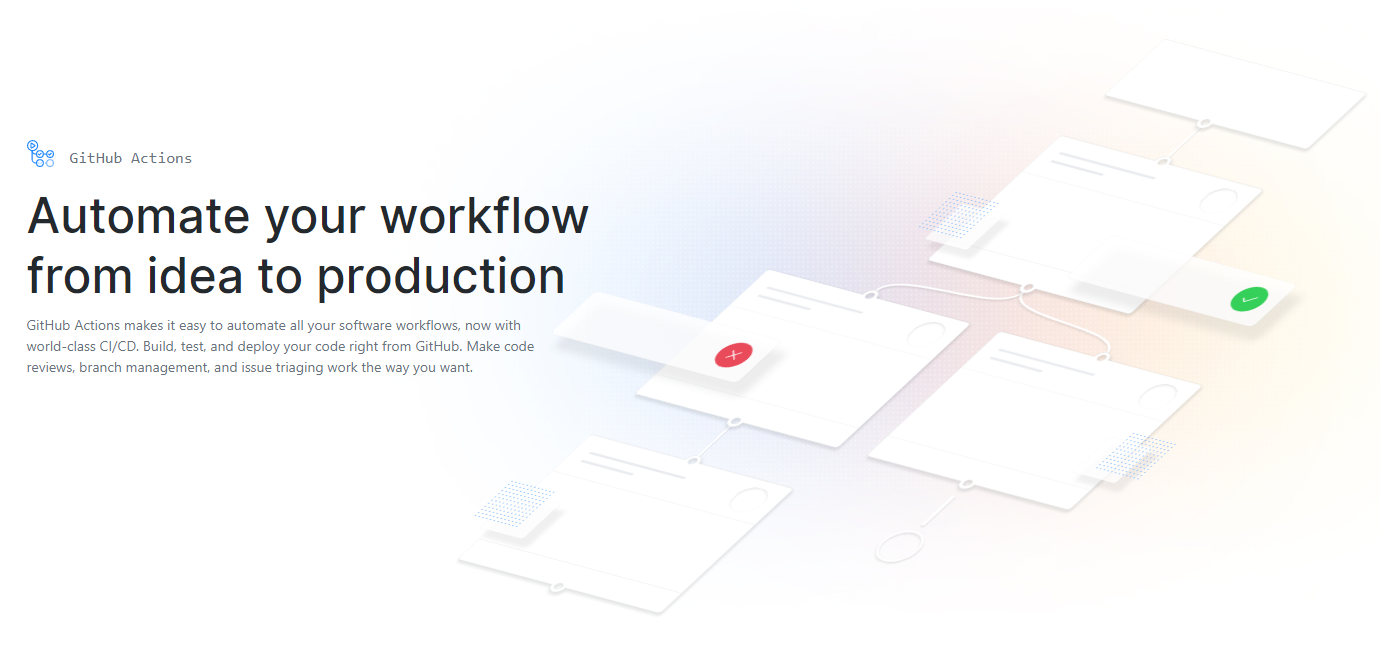 GitHub Actions
Automate your workflow
from idea to production
GitHub Actions makes it easy to automate all your software workflows, now with
world-class CI/CD. Build, test, and deploy your code right from GitHub. Make code
reviews, branch management, and issue triaging work the way you want.